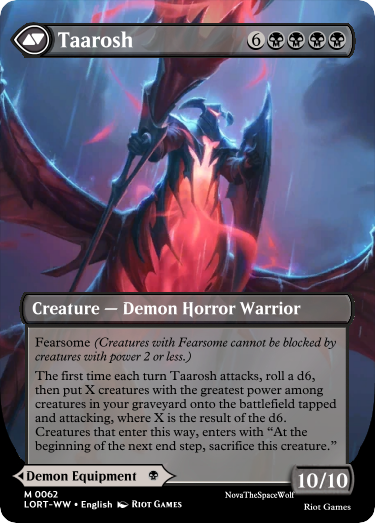 Taarosh
6
Creature — Demon Horror Warrior
Fearsome (Creatures with Fearsome cannot be blocked by
creatures with power 2 or less.)
The first time each turn Taarosh attacks, roll a d6,
then put X creatures with the greatest power among
creatures in your graveyard onto the battlefield tapped
and attacking, where X is the result of the d6.
Creatures that enter this way, enters with “At the
beginning of the next end step, sacrifice this creature.”
Demon Equipment
10/10
M 0062
LORT-WW • English RIOT GAMES
NovaTheSpaceWolf
Riot Games